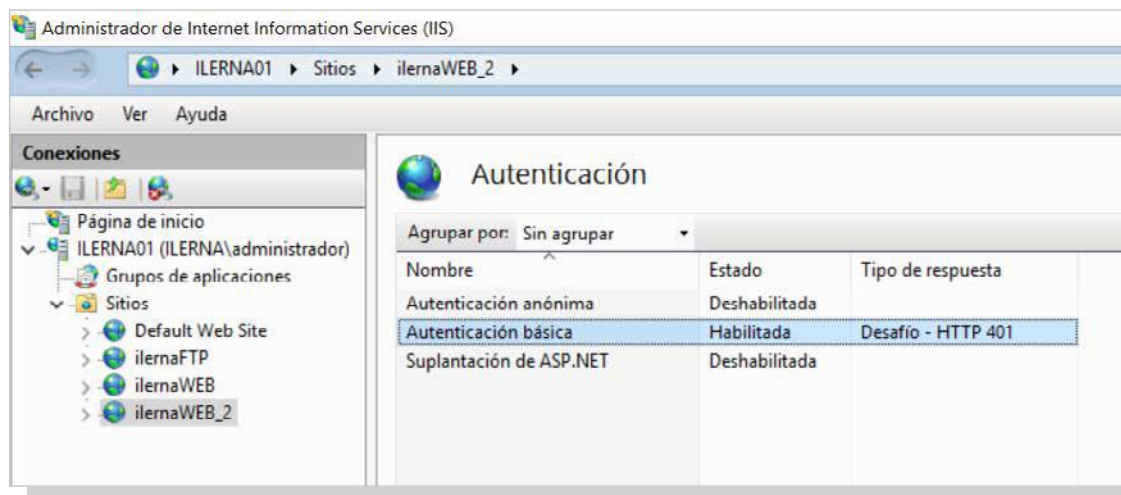 Administrador de Internet Information Services (IIS)
ILERNA01 Sitios ilernaWEB_2
Archivo Ver Ayuda
Conexiones
Página de inicio
ILERNA01 (ILERNA\administrador)
Grupos de aplicaciones
Sitios
Default Web Site
ilernaFTP
ilernaWEB
ilernaWEB_2
Autenticación
Agrupar por: Sin agrupar
Nombre Estado Tipo de respuesta
Autenticación anónima Deshabilitada
Autenticación básica Habilitada Desafío - HTTP 401
Suplantación de ASP.NET Deshabilitada